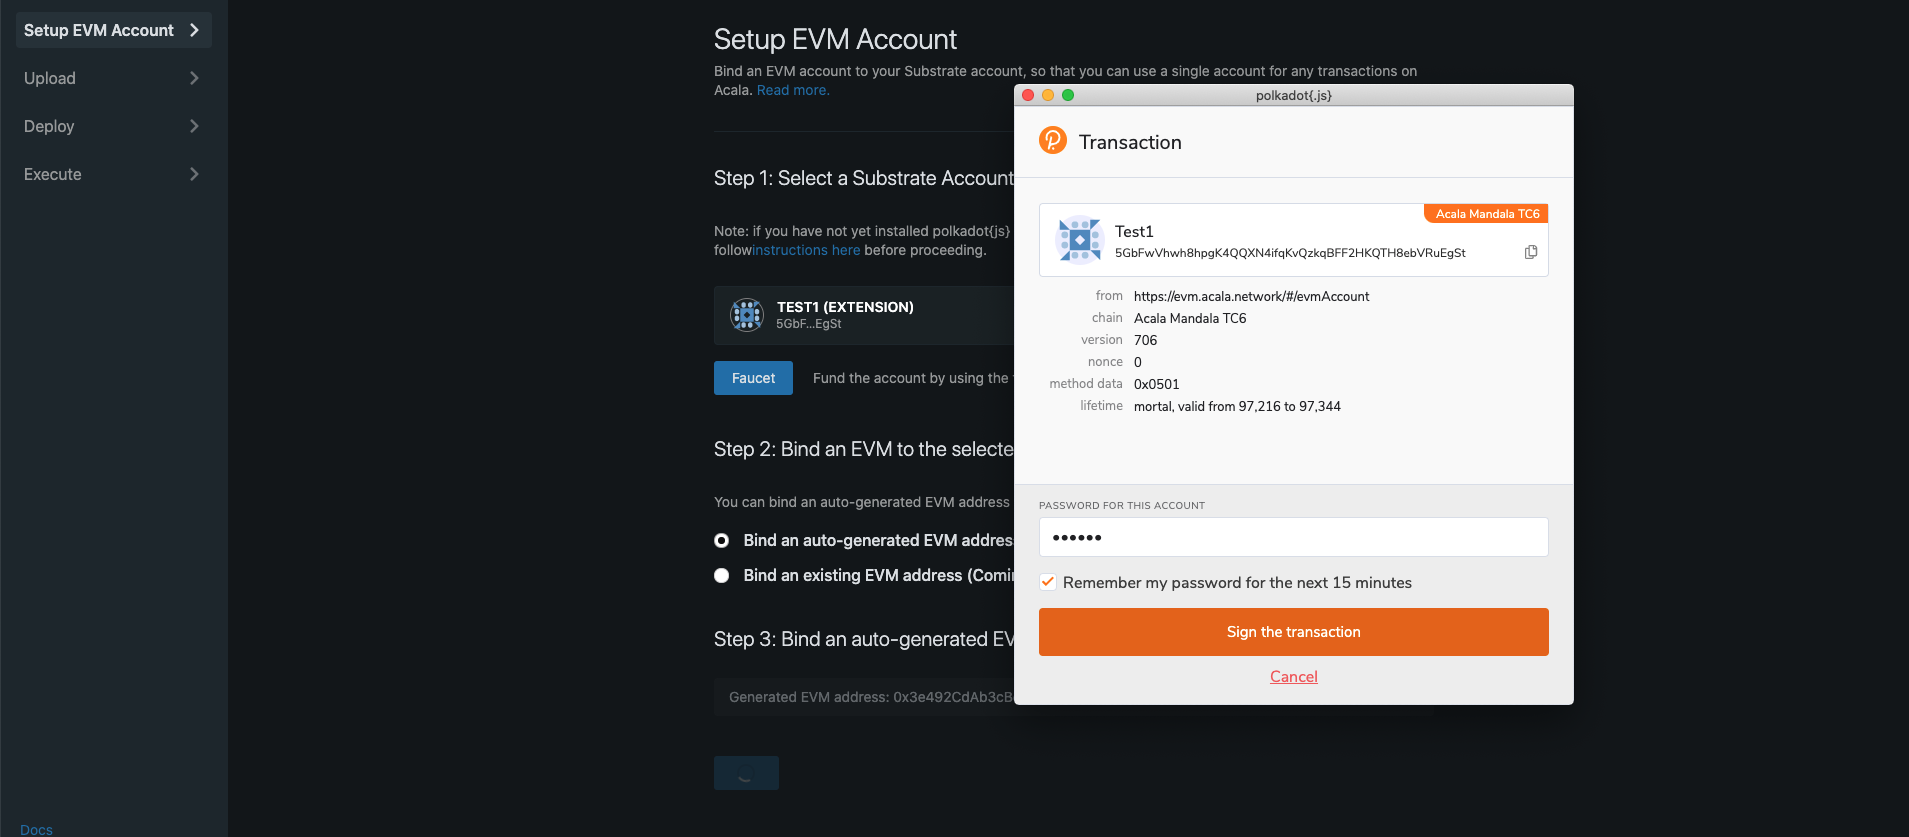 Setup EVM Account
Upload
Deploy
Execute
Docs
Setup EVM Account
Bind an EVM account to your Substrate account, so that you can use a single account for any transactions on
Acala. Read more.
Step 1: Select a Substrate Account
Note: if you have not yet installed polkadot{js}
followinstructions here before proceeding.
TEST1 (EXTENSION)
5GbF...EgSt
Faucet
Fund the account by using the
Step 2: Bind an EVM to the
You can bind an auto-generated EVM address
Bind an auto-generated EVM
Bind an existing EVM address
Step 3: Bind an auto-generated
Generated EVM address: 0x3e492CdAb3cB
polkadot{.js}
Transaction
Acala Mandala TC6
Test1
5GbFwVhwh8hpgK4QQXN4ifqKvQzkqBFF2HKQTH8ebVRuEgSt
from https://evm.acala.network/#/evmAccount
chain Acala Mandala TC6
version 706
nonce 0
method data 0x0501
lifetime mortal, valid from 97,216 to 97,344
PASSWORD FOR THIS ACCOUNT
••••••
Remember my password for the next 15 minutes
Sign the transaction
Cancel